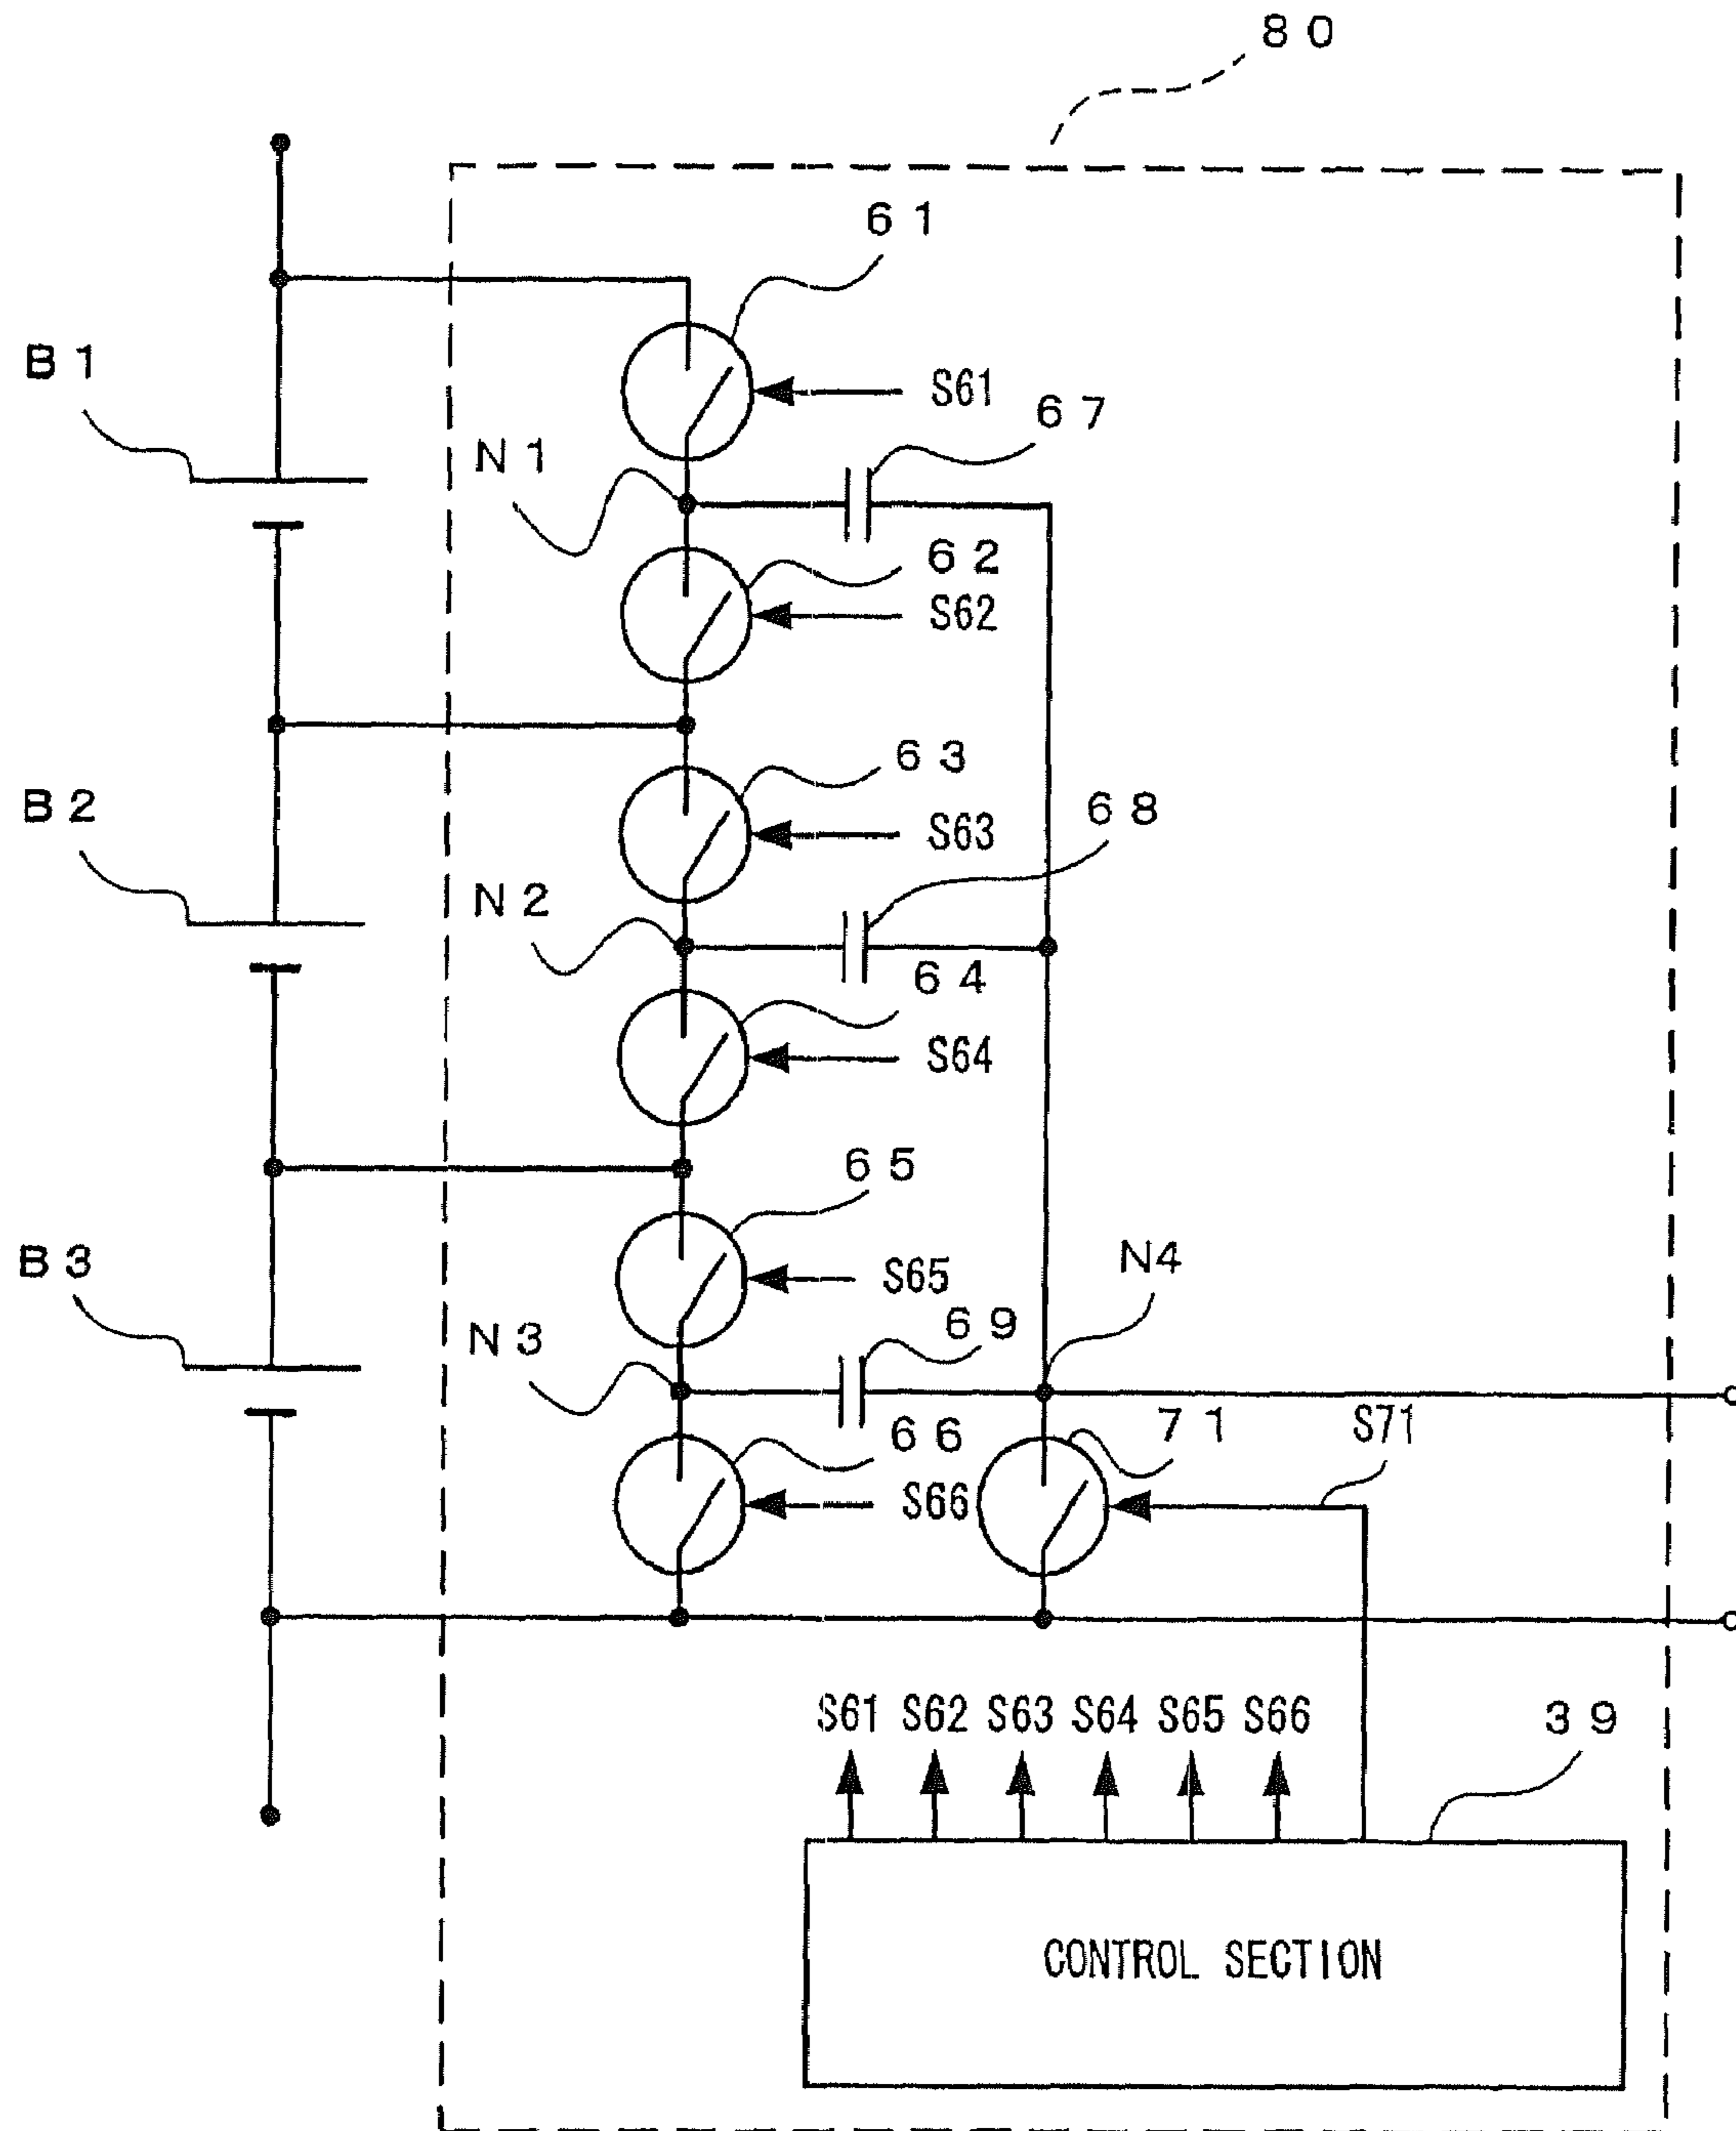 80
61
B1
S61
67
N1
62
S62
63
B2
S63
68
N2
64
S64
65
B3
S65
N4
N3
69
66
71
S71
S66
S61 S62 S63 S64 S65 S66
39
CONTROL SECTION